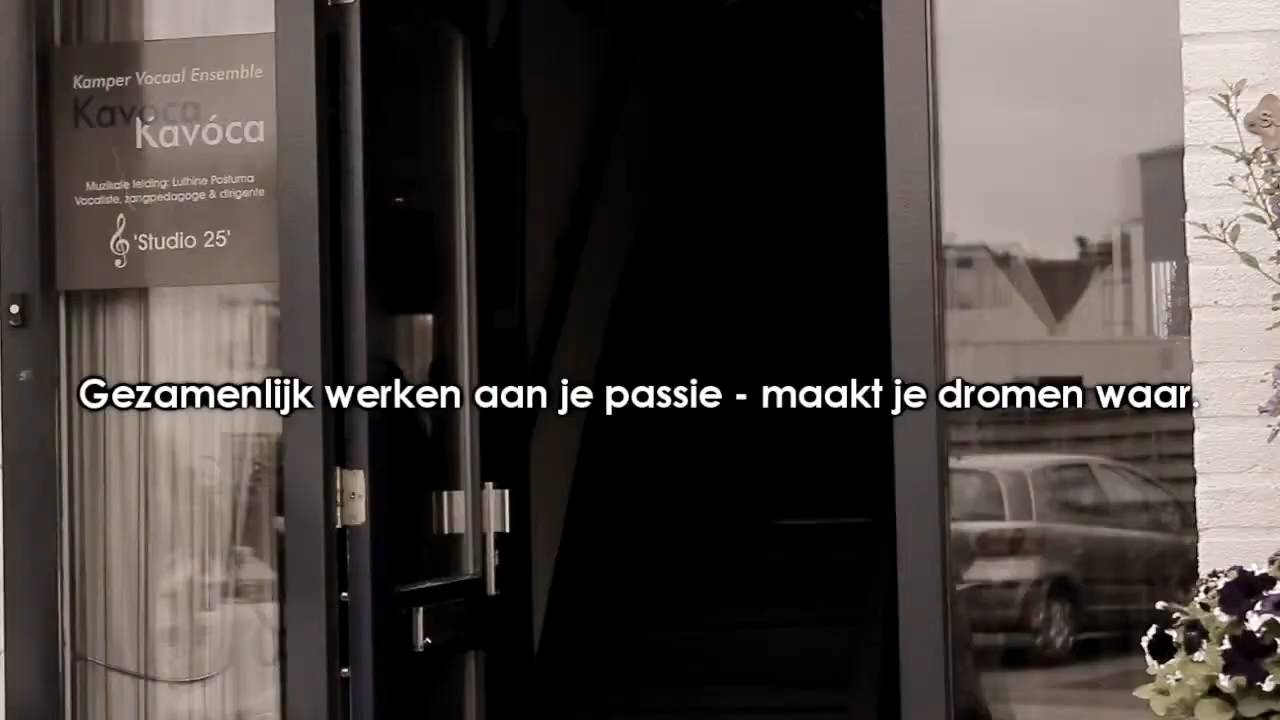 Kamper Vocaal Ensemble
Kavoca
Kavóca
Muzikale leiding: Luthine Postuma
Vocaliste, zangpedagoge & dirigente
'Studio 25'
Gezamenlijk werken aan je passie - maakt je dromen waar.